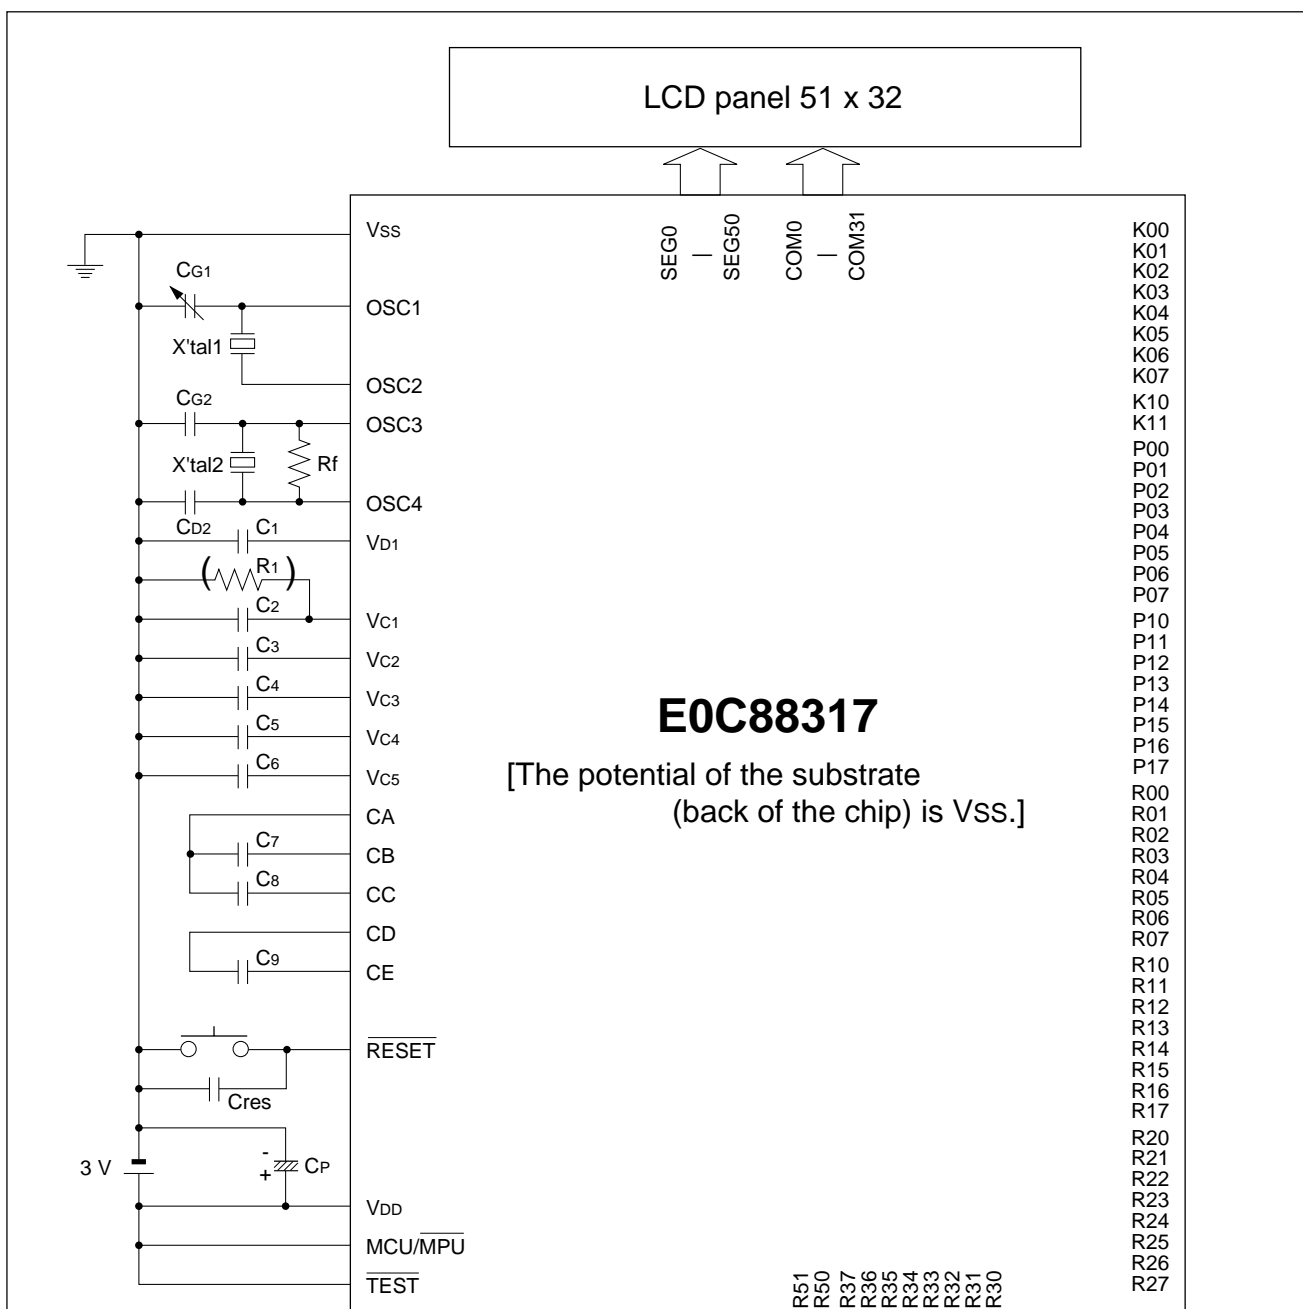 LCD panel 51 x 32
SEG0
|
SEG50
COM0
|
COM31
VSS
CG1
OSC1
X'tal1
OSC2
CG2
OSC3
X'tal2
Rf
OSC4
CD2
C1
VD1
( R1 )
C2
VC1
C3
VC2
C4
VC3
C5
VC4
C6
VC5
CA
C7
CB
C8
CC
CD
C9
CE
RESET
Cres
3 V
-
+
CP
VDD
MCU/MPU
TEST
E0C88317
[The potential of the substrate
(back of the chip) is VSS.]
K00
K01
K02
K03
K04
K05
K06
K07
K10
K11
P00
P01
P02
P03
P04
P05
P06
P07
P10
P11
P12
P13
P14
P15
P16
P17
R00
R01
R02
R03
R04
R05
R06
R07
R10
R11
R12
R13
R14
R15
R16
R17
R20
R21
R22
R23
R24
R25
R26
R27
R51
R50
R37
R36
R35
R34
R33
R32
R31
R30